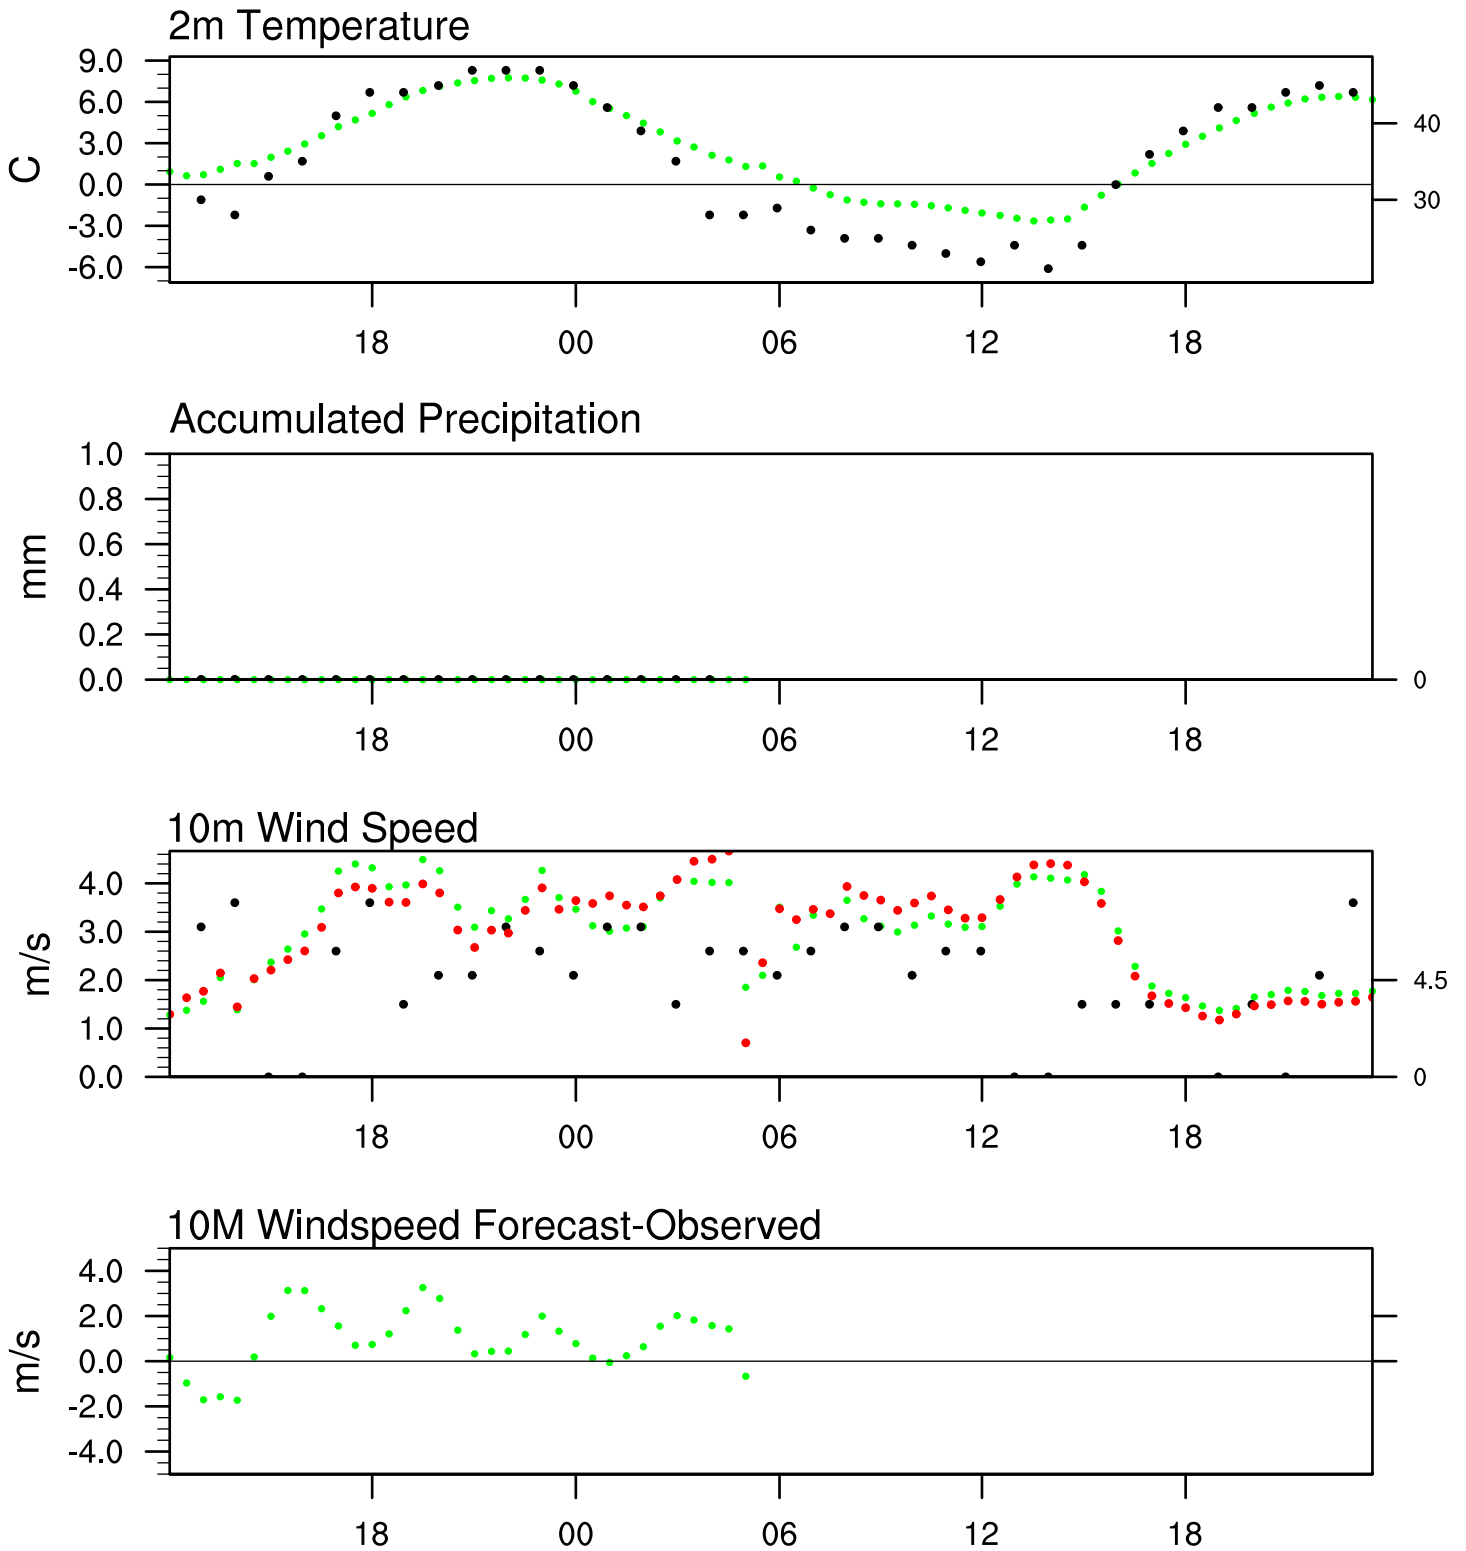 2m Temperature
9.0
6.0
3.0
0.0
-3.0
-6.0
C
40
30
18 00 06 12 18
Accumulated Precipitation
1.0
0.8
0.6
0.4
0.2
0.0
mm
0
18 00 06 12 18
10m Wind Speed
4.0
3.0
2.0
1.0
0.0
m/s
4.5
0
18 00 06 12 18
10M Windspeed Forecast-Observed
4.0
2.0
0.0
-2.0
-4.0
m/s
18 00 06 12 18